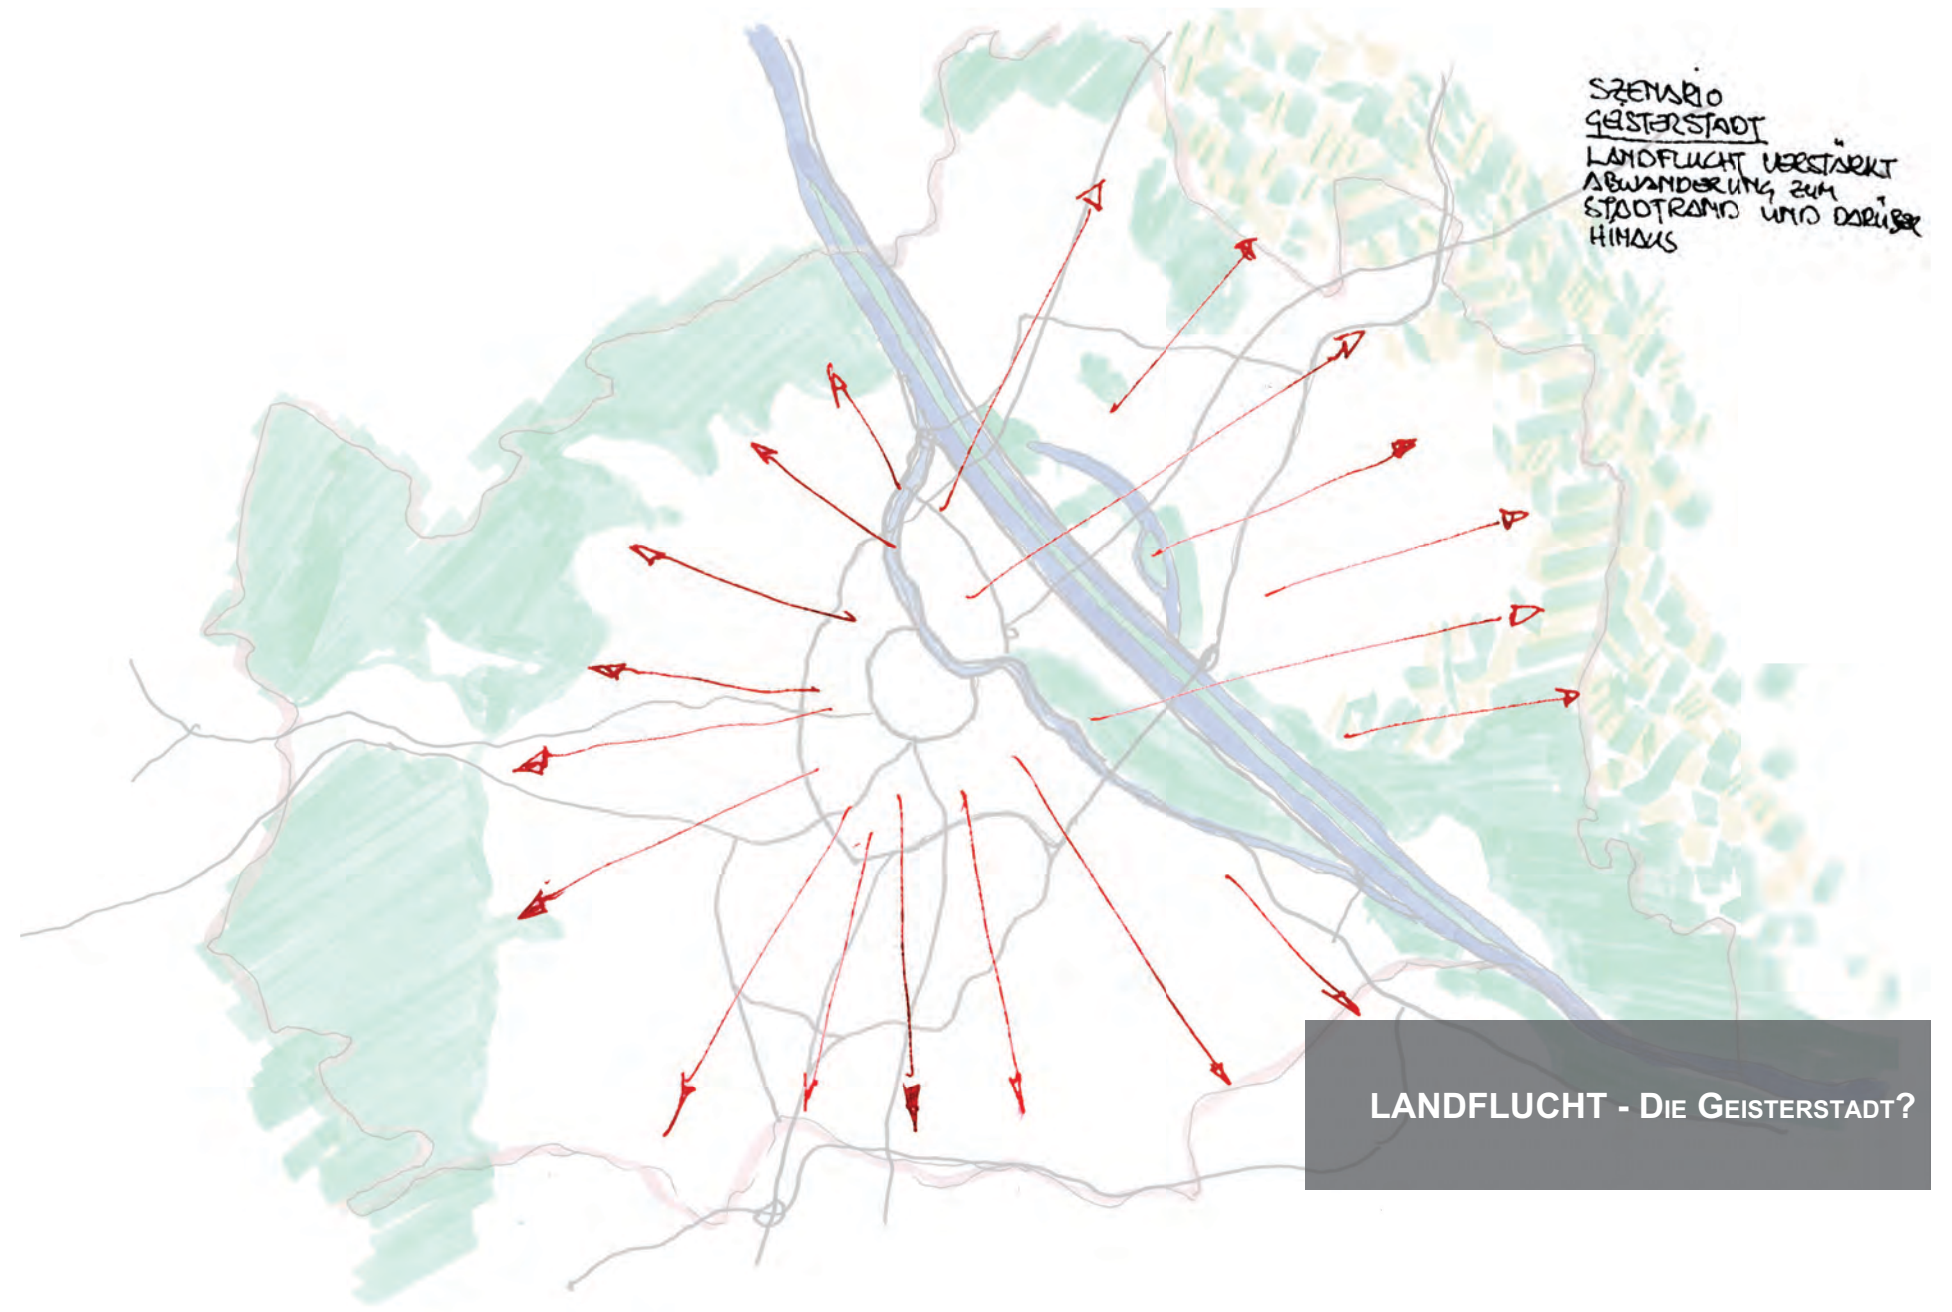 SZENARIO
GEISTERSTADT
LANDFLUCHT VERSTÄRKT
ABWANDERUNG ZUM
STADTRAND UND DARÜBER
HINAUS
LANDFLUCHT - DIE GEISTERSTADT?